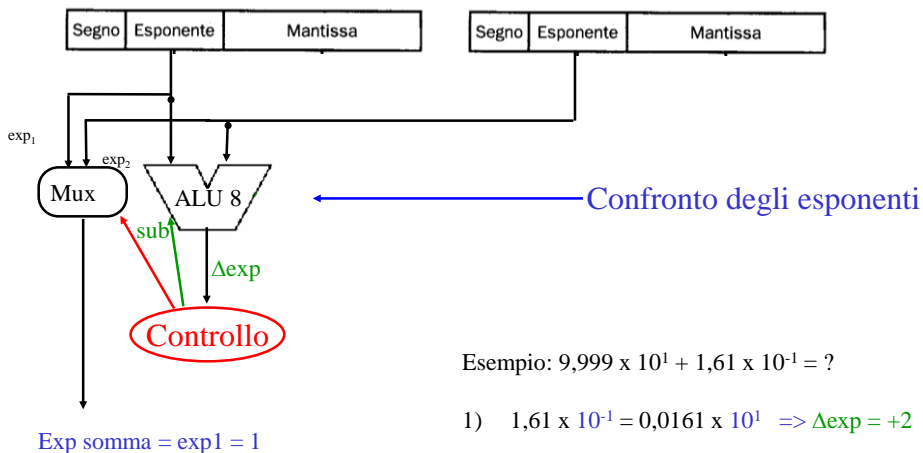 Segno Esponente Mantissa
Segno Esponente Mantissa
exp₁
exp₂
Mux
ALU 8
Confronto degli esponenti
sub
Δexp
Controllo
Esempio: 9,999 x 10¹ + 1,61 x 10⁻¹ = ?
1) 1,61 x 10⁻¹ = 0,0161 x 10¹ => Δexp = +2
Exp somma = exp1 = 1